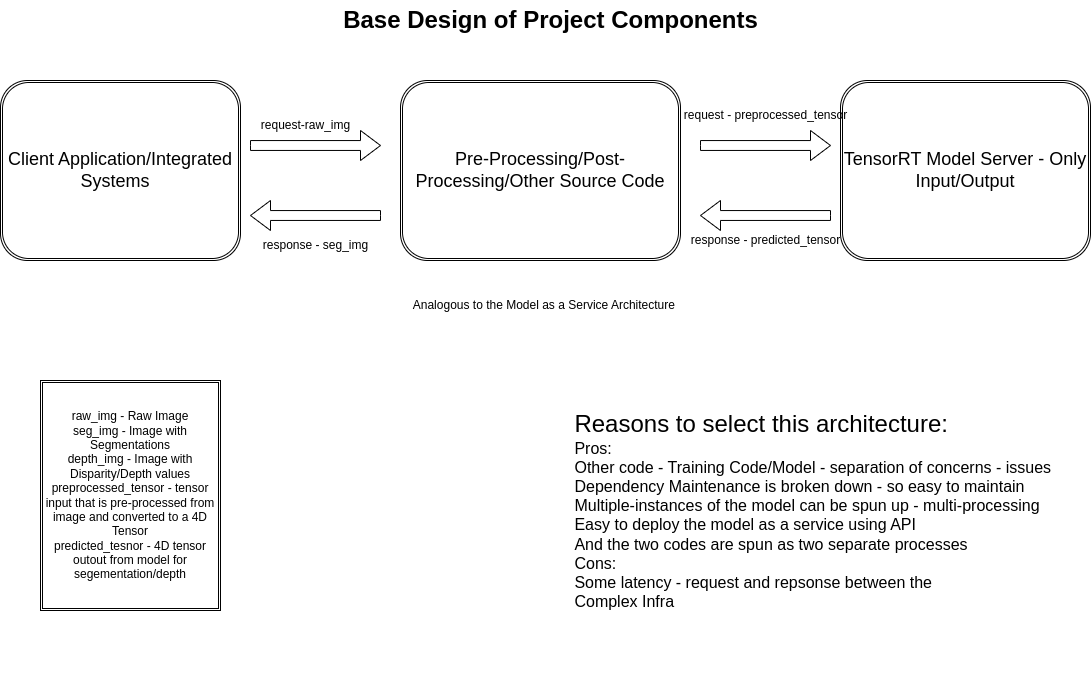 Base Design of Project Components
request-raw_img
request - preprocessed_tensor
Client Application/Integrated
Systems
Pre-Processing/Post-
Processing/Other Source Code
TensorRT Model Server - Only
Input/Output
response - seg_img
response - predicted_tensor
Analogous to the Model as a Service Architecture
raw_img - Raw Image
seg_img - Image with
Segmentations
depth_img - Image with
Disparity/Depth values
preprocessed_tensor - tensor
input that is pre-processed from
image and converted to a 4D
Tensor
predicted_tesnor - 4D tensor
outout from model for
segementation/depth
Reasons to select this architecture:
Pros:
Other code - Training Code/Model - separation of concerns - issues
Dependency Maintenance is broken down - so easy to maintain
Multiple-instances of the model can be spun up - multi-processing
Easy to deploy the model as a service using API
And the two codes are spun as two separate processes
Cons:
Some latency - request and repsonse between the
Complex Infra